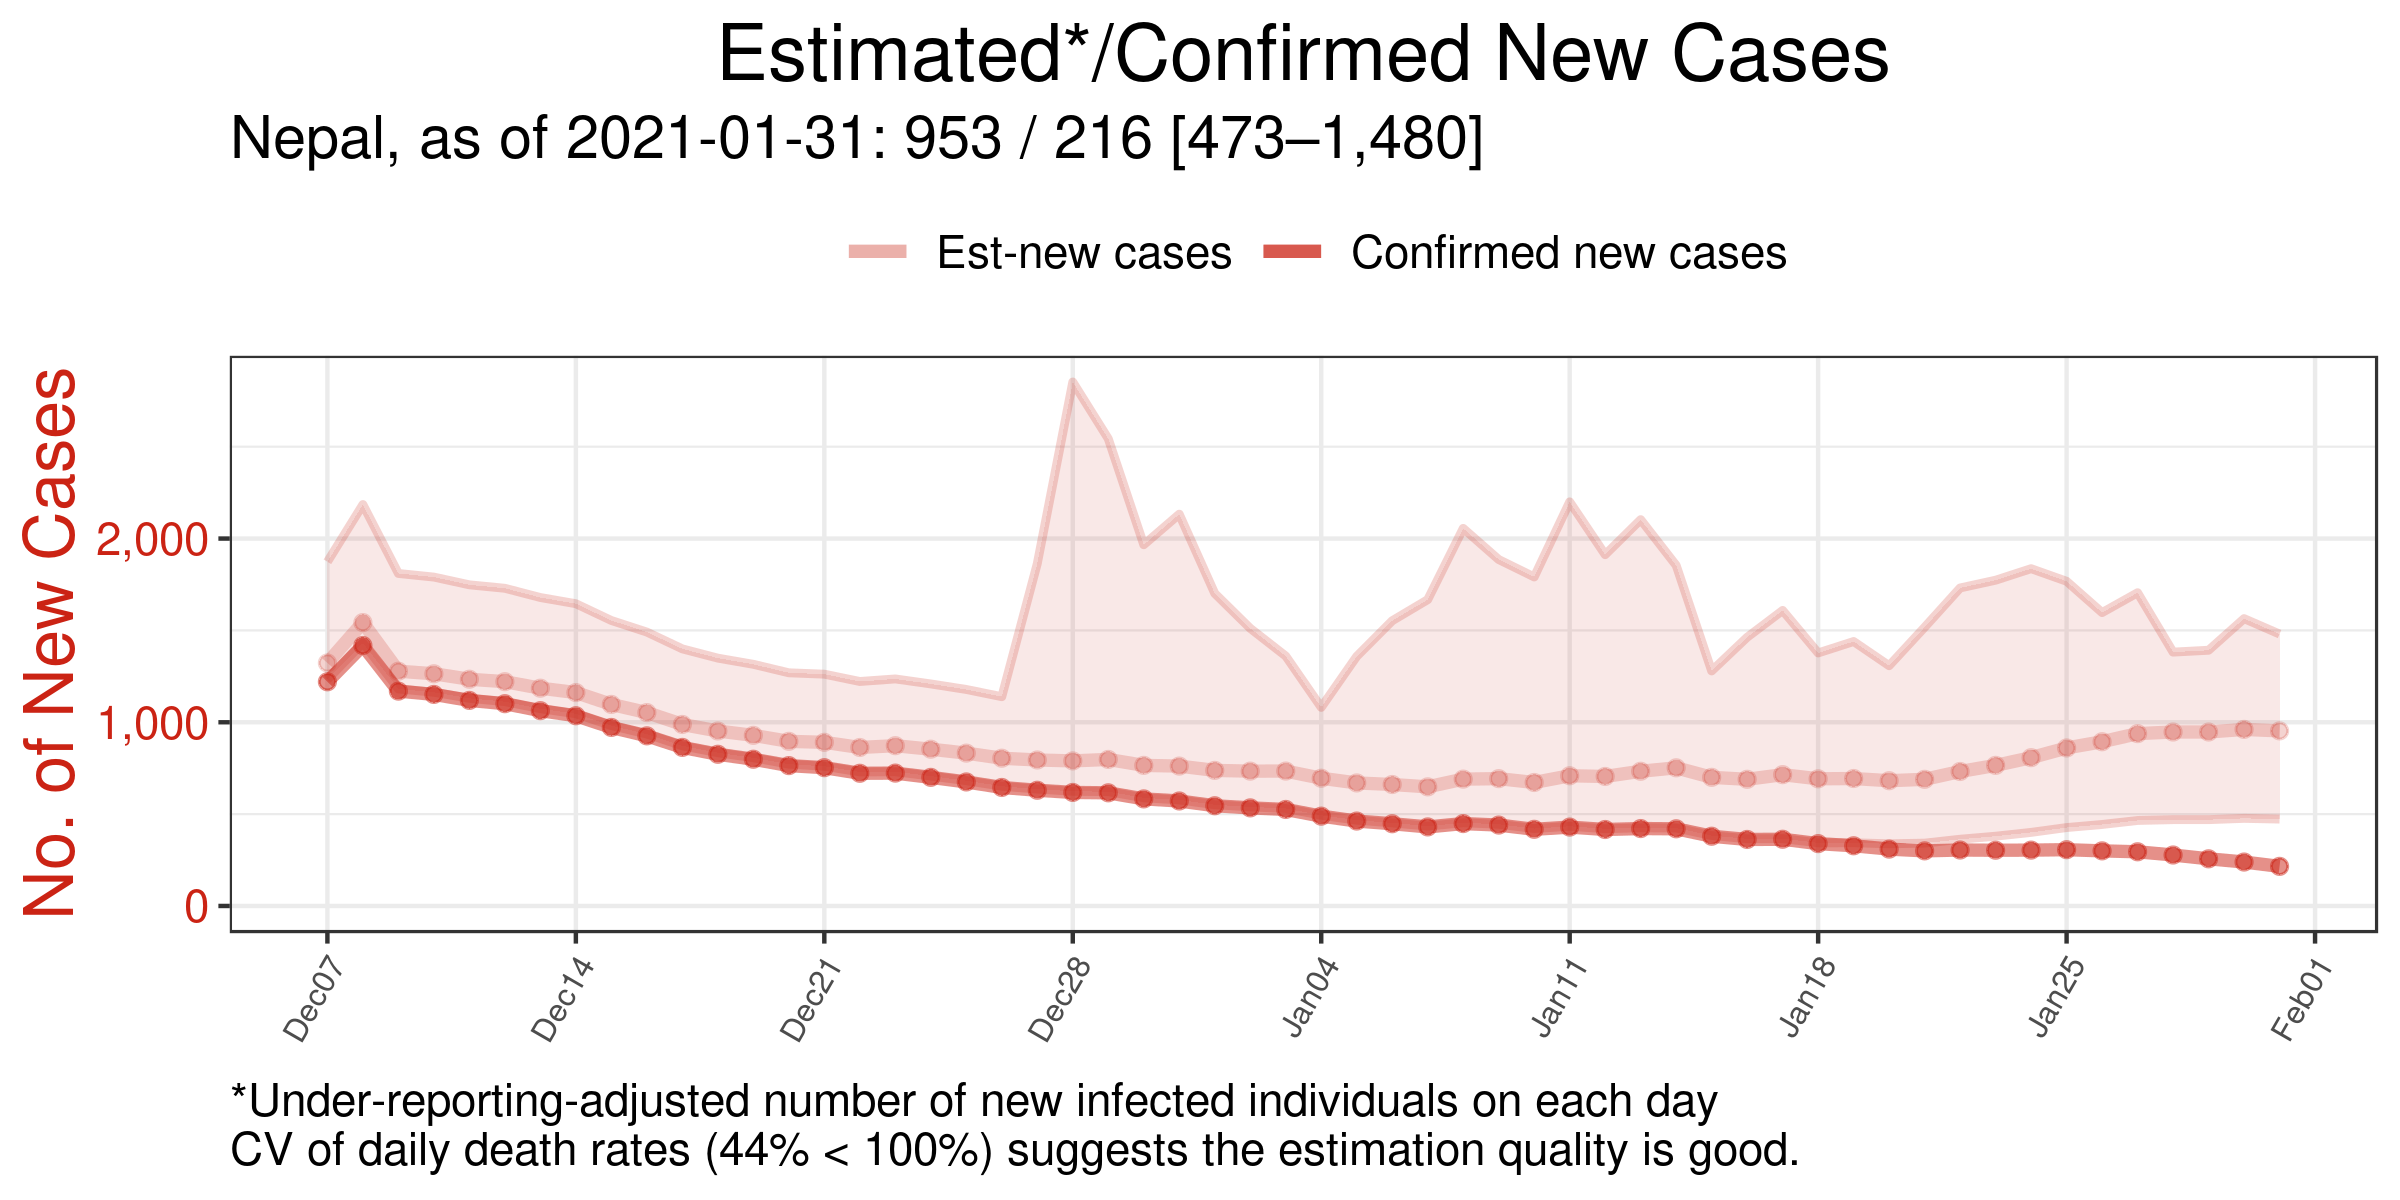 Estimated*/Confirmed New Cases
Nepal, as of 2021-01-31: 953 / 216 [473–1,480]
Est-new cases
Confirmed new cases
No. of New Cases
2,000
1,000
0
Dec07
Dec14
Dec21
Dec28
Jan04
Jan11
Jan18
Jan25
Feb01
*Under-reporting-adjusted number of new infected individuals on each day
CV of daily death rates (44% < 100%) suggests the estimation quality is good.